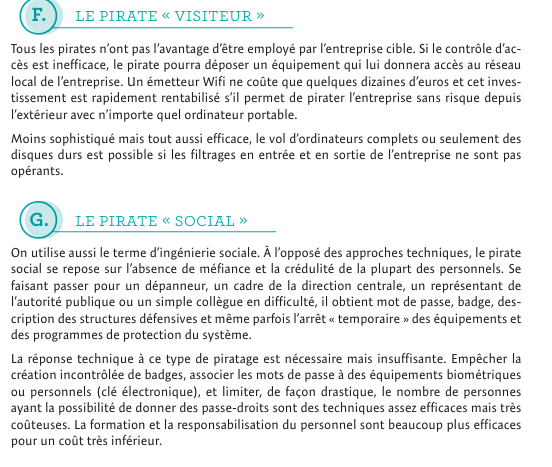 F. LE PIRATE « VISITEUR »
Tous les pirates n’ont pas l’avantage d’être employé par l’entreprise cible. Si le contrôle d’ac-
cès est inefficace, le pirate pourra déposer un équipement qui lui donnera accès au réseau
local de l’entreprise. Un émetteur Wifi ne coûte que quelques dizaines d’euros et cet inves-
tissement est rapidement rentabilisé s’il permet de pirater l’entreprise sans risque depuis
l’extérieur avec n’importe quel ordinateur portable.
Moins sophistiqué mais tout aussi efficace, le vol d’ordinateurs complets ou seulement des
disques durs est possible si les filtrages en entrée et en sortie de l’entreprise ne sont pas
opérants.
G. LE PIRATE « SOCIAL »
On utilise aussi le terme d’ingénierie sociale. À l’opposé des approches techniques, le pirate
social se repose sur l’absence de méfiance et la crédulité de la plupart des personnels. Se
faisant passer pour un dépanneur, un cadre de la direction centrale, un représentant de
l’autorité publique ou un simple collègue en difficulté, il obtient mot de passe, badge, des-
cription des structures défensives et même parfois l’arrêt « temporaire » des équipements et
des programmes de protection du système.
La réponse technique à ce type de piratage est nécessaire mais insuffisante. Empêcher la
création incontrôlée de badges, associer les mots de passe à des équipements biométriques
ou personnels (clé électronique), et limiter, de façon drastique, le nombre de personnes
ayant la possibilité de donner des passe-droits sont des techniques assez efficaces mais très
coûteuses. La formation et la responsabilisation du personnel sont beaucoup plus efficaces
pour un coût très inférieur.